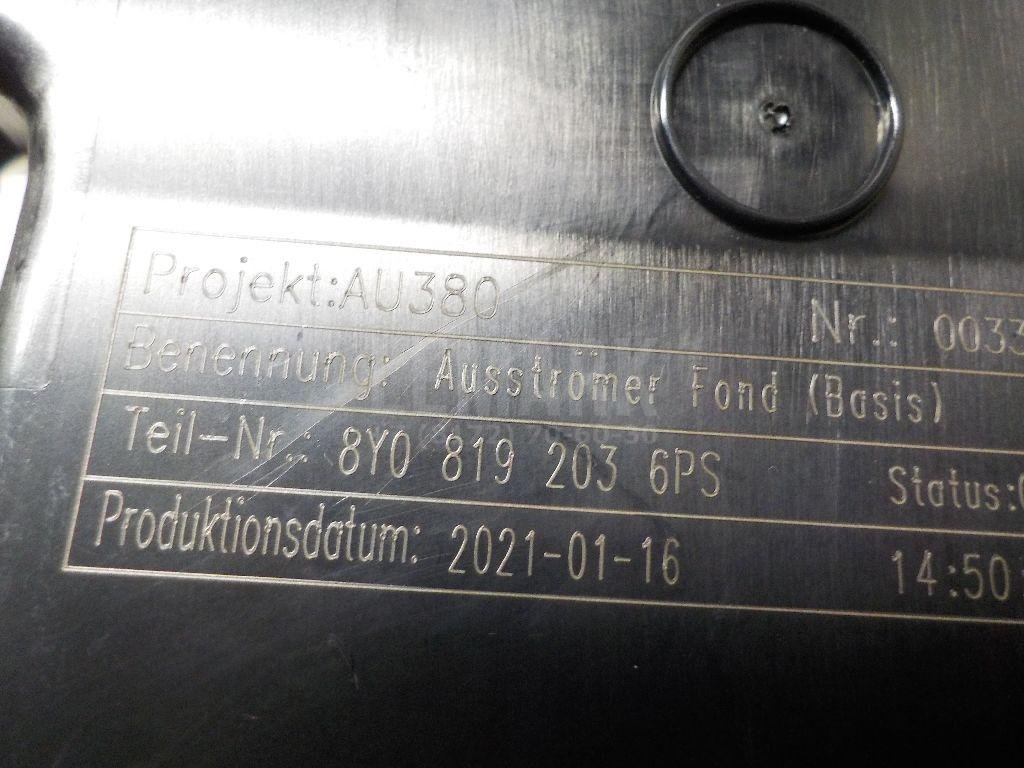 Projekt:AU380 Nr.: 0033
Benennung: Ausströmer Fond (Basis)
Teil-Nr.: 8Y0 819 203 6PS Status:
Produktionsdatum: 2021-01-16 14:50